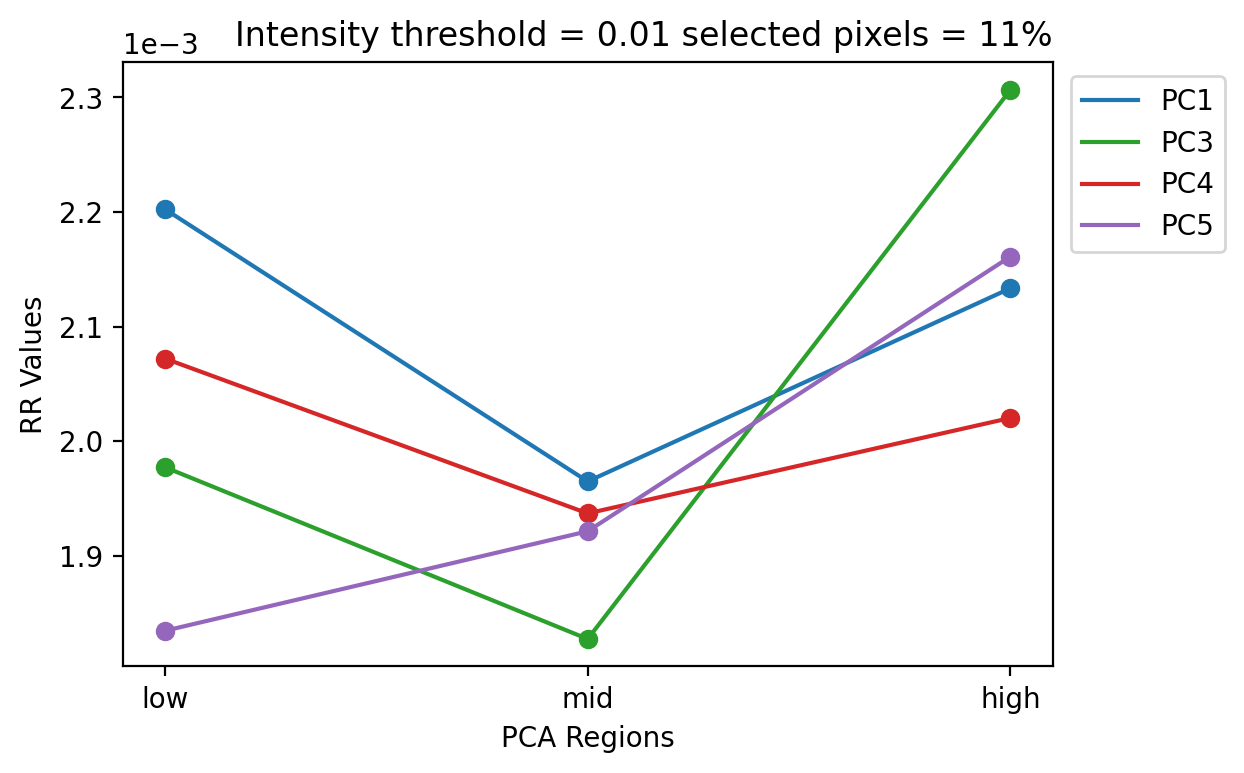 1e−3
Intensity threshold = 0.01 selected pixels = 11%
2.3
2.2
2.1
2.0
1.9
RR Values
low
mid
high
PCA Regions
PC1
PC3
PC4
PC5